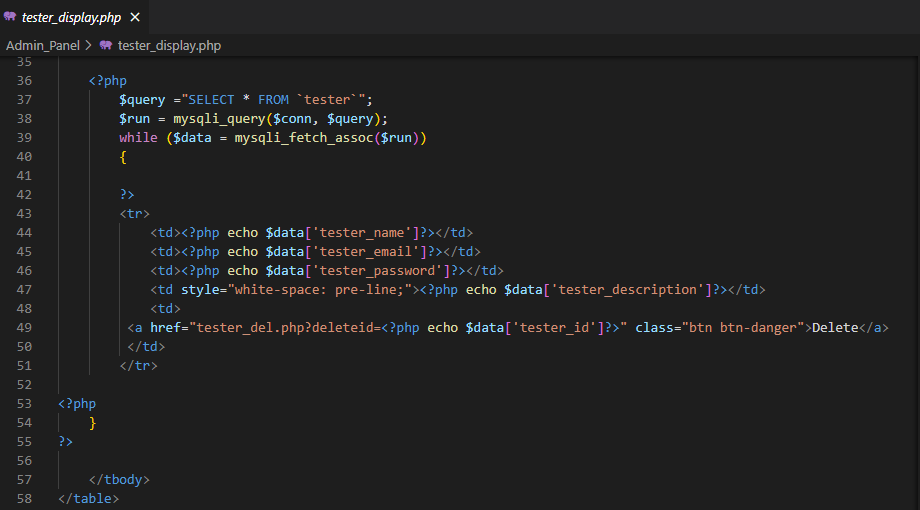 tester_display.php ×
Admin_Panel > tester_display.php
35
36 <?php
37 $query ="SELECT * FROM `tester`";
38 $run = mysqli_query($conn, $query);
39 while ($data = mysqli_fetch_assoc($run))
40 {
41
42 ?>
43 <tr>
44 <td><?php echo $data['tester_name']?></td>
45 <td><?php echo $data['tester_email']?></td>
46 <td><?php echo $data['tester_password']?></td>
47 <td style="white-space: pre-line;"><?php echo $data['tester_description']?></td>
48 <td>
49 <a href="tester_del.php?deleteid=<?php echo $data['tester_id']?>" class="btn btn-danger">Delete</a>
50 </td>
51 </tr>
52
53 <?php
54 }
55 ?>
56
57 </tbody>
58 </table>